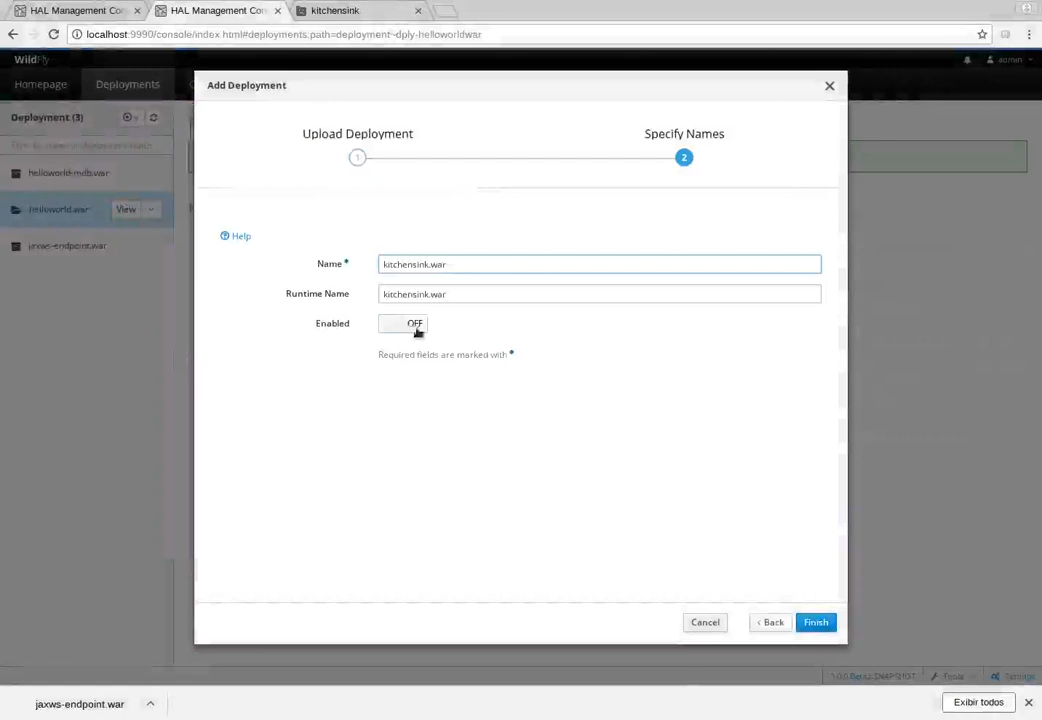 HAL Management Co
HAL Management Co
kitchensink
localhost:9990/console/index html#deployments;path=deployment~dply-helloworldwar
WildFly
admin
Homepage
Deployments
Deployment (3)
helloworld-mdb.war
helloworld.war
View
jaxws-endpoint.war
Add Deployment
Upload Deployment
Specify Names
1
2
Help
Name *
kitchensink.war
Runtime Name
kitchensink.war
Enabled
OFF
Required fields are marked with *
Cancel
‹ Back
Finish
Settings
jaxws-endpoint.war
Exibir todos